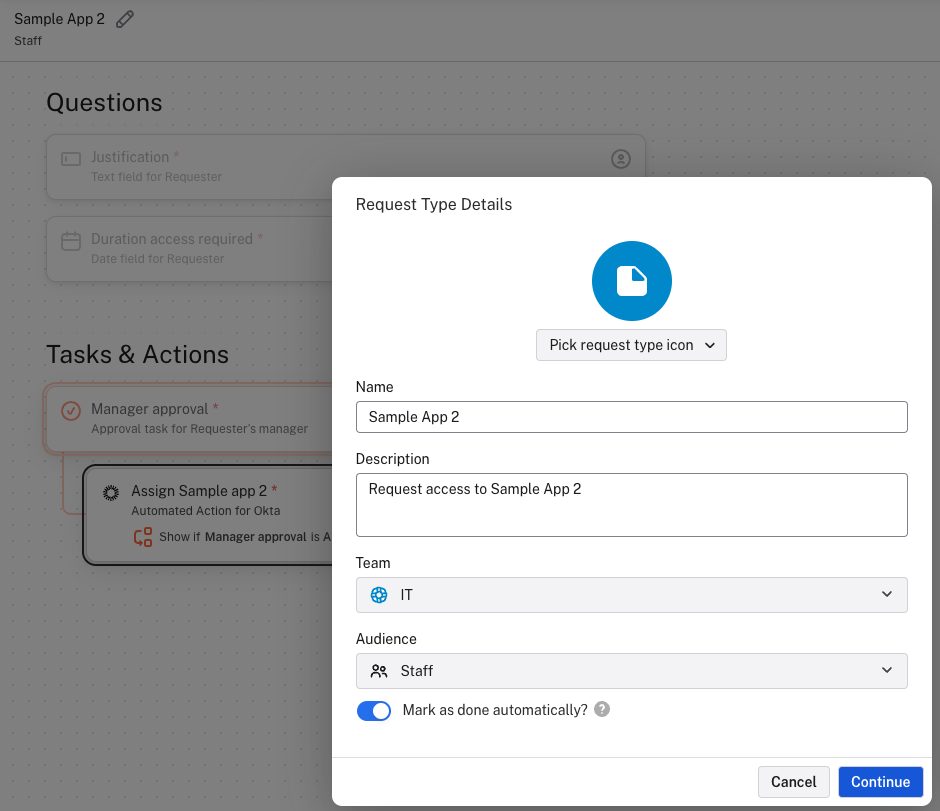 Sample App 2
Staff
Questions
Justification *
Text field for Requester
Duration access required *
Date field for Requester
Tasks & Actions
Manager approval *
Approval task for Requester's manager
Assign Sample app 2 *
Automated Action for Okta
Show if Manager approval is A
Request Type Details
Pick request type icon
Name
Sample App 2
Description
Request access to Sample App 2
Team
IT
Audience
Staff
Mark as done automatically? ?
Cancel Continue